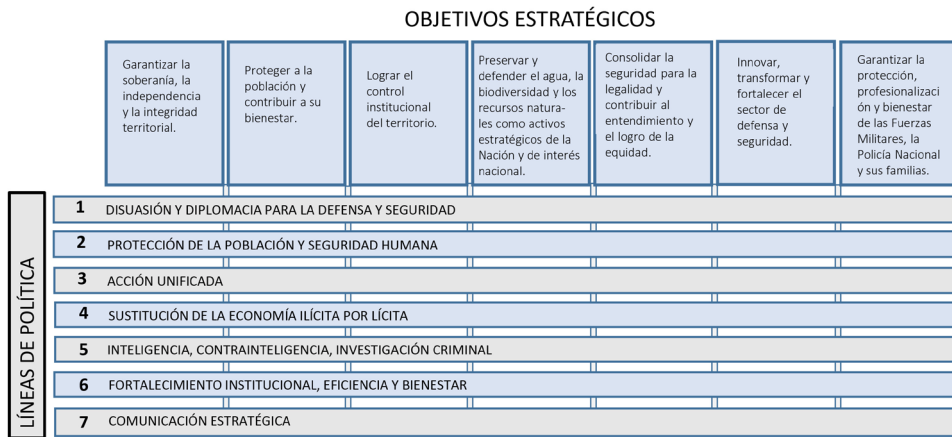 OBJETIVOS ESTRATÉGICOS
Garantizar la
soberanía, la
independencia
y la integridad
territorial.
Proteger a la
población y
contribuir a su
bienestar.
Lograr el
control
institucional
del territorio.
Preservar y
defender el agua, la
biodiversidad y los
recursos natura-
les como activos
estratégicos de la
Nación y de interés
nacional.
Consolidar la
seguridad para la
legalidad y
contribuir al
entendimiento y
el logro de la
equidad.
Innovar,
transformar y
fortalecer el
sector de
defensa y
seguridad.
Garantizar la
protección,
profesionalizaci
ón y bienestar
de las Fuerzas
Militares, la
Policía Nacional
y sus familias.
LÍNEAS DE POLÍTICA
1 DISUASIÓN Y DIPLOMACIA PARA LA DEFENSA Y SEGURIDAD
2 PROTECCIÓN DE LA POBLACIÓN Y SEGURIDAD HUMANA
3 ACCIÓN UNIFICADA
4 SUSTITUCIÓN DE LA ECONOMÍA ILÍCITA POR LÍCITA
5 INTELIGENCIA, CONTRAINTELIGENCIA, INVESTIGACIÓN CRIMINAL
6 FORTALECIMIENTO INSTITUCIONAL, EFICIENCIA Y BIENESTAR
7 COMUNICACIÓN ESTRATÉGICA